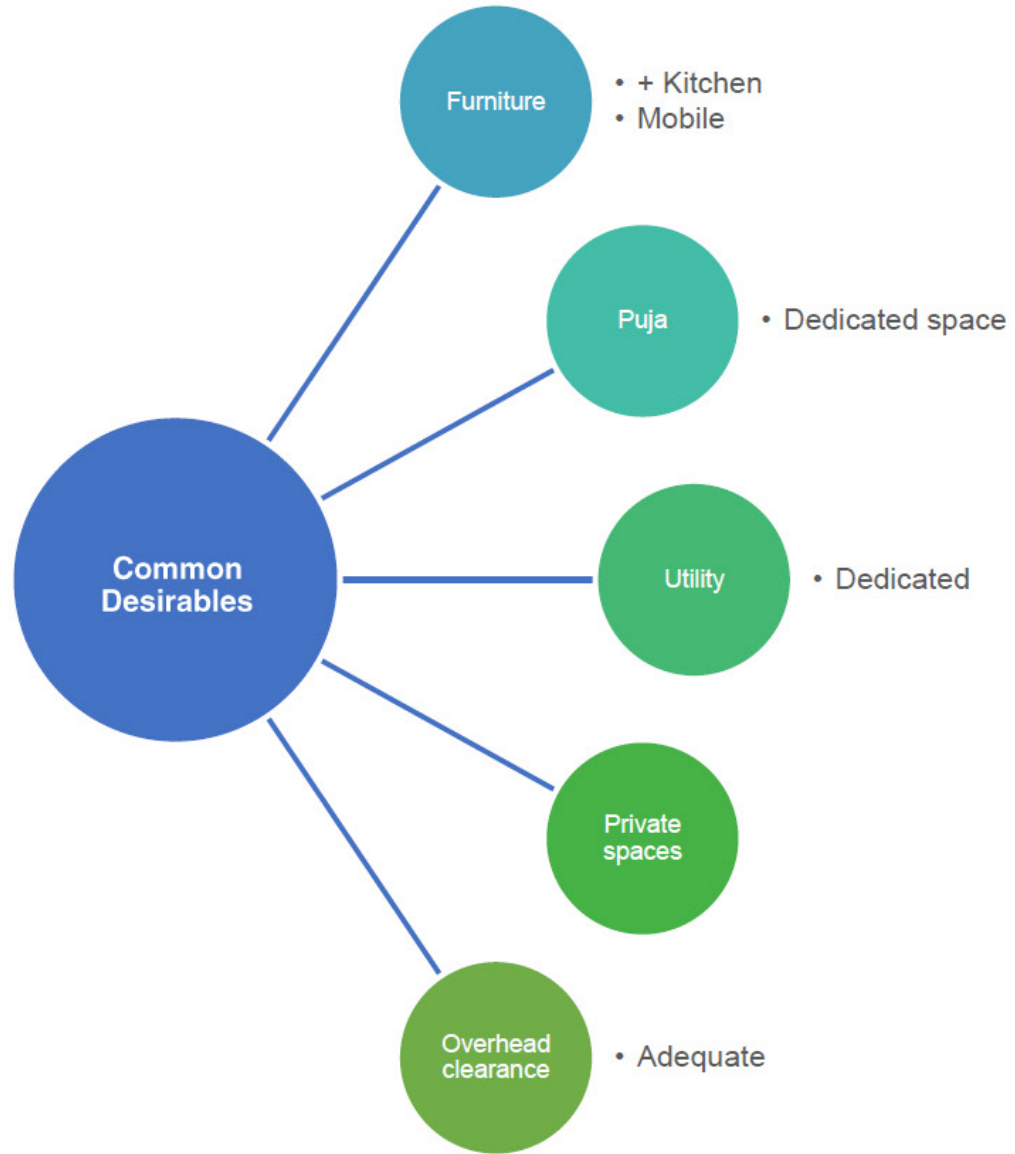 Furniture
• + Kitchen
• Mobile
Puja
• Dedicated space
Common
Desirables
Utility
• Dedicated
Private
spaces
Overhead
clearance
• Adequate